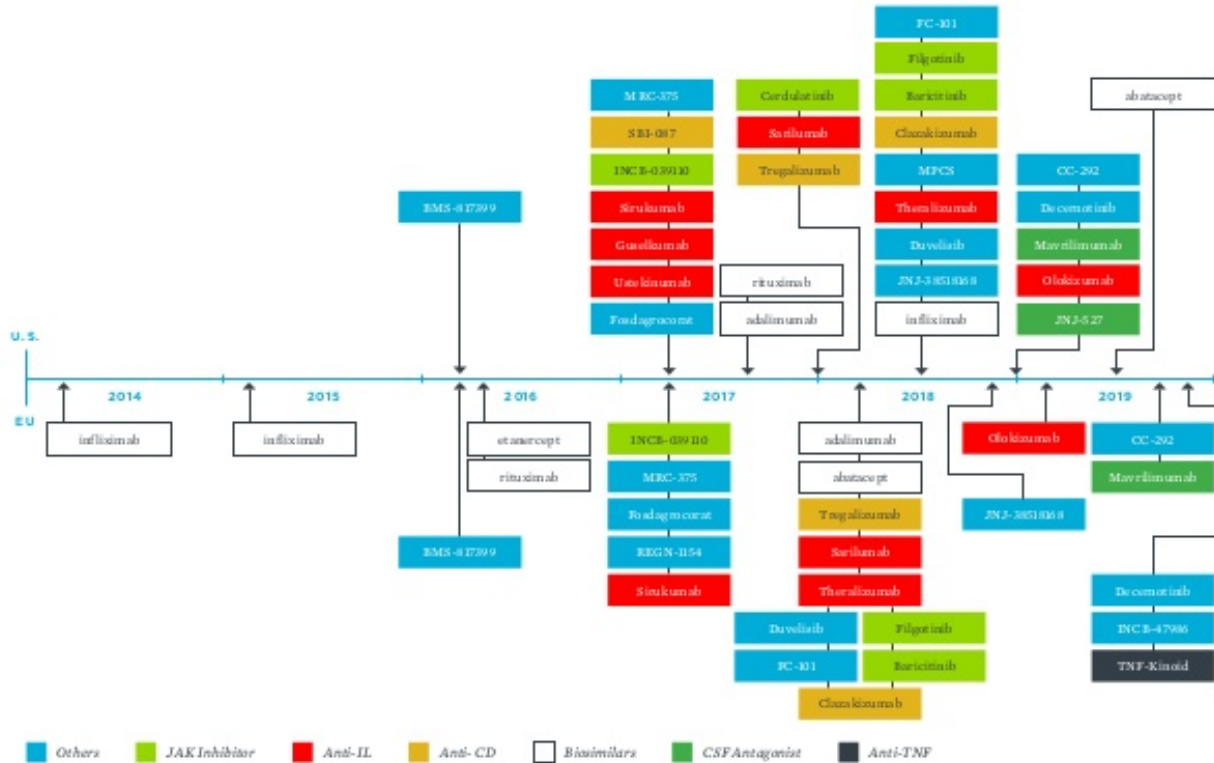 FC-101
Filgotinib
Baricitinib
Clazakizumab
MPCS
Theralizumab
Duvelisib
JNJ-38518168
infliximab
MRC-375
SBI-087
INCB-039110
Sirukumab
Guselkumab
Ustekinumab
Fosdagrocorat
Cerdulatinib
Sarilumab
Tregalizumab
rituximab
adalimumab
abatacept
CC-292
Decernotinib
Mavrilimumab
Olokizumab
JNJ-527
BMS-817399
U.S.
2014
2015
2016
2017
2018
2019
EU
infliximab
infliximab
etanercept
rituximab
BMS-817399
INCB-039110
MRC-375
Fosdagrocorat
REGN-1154
Sirukumab
adalimumab
abatacept
Tregalizumab
Sarilumab
Theralizumab
Duvelisib
Filgotinib
FC-101
Baricitinib
Clazakizumab
Olokizumab
JNJ-38518168
CC-292
Mavrilimumab
Decernotinib
INCB-47986
TNF-Kinoid
Others
JAK Inhibitor
Anti-IL
Anti-CD
Biosimilars
CSF Antagonist
Anti-TNF